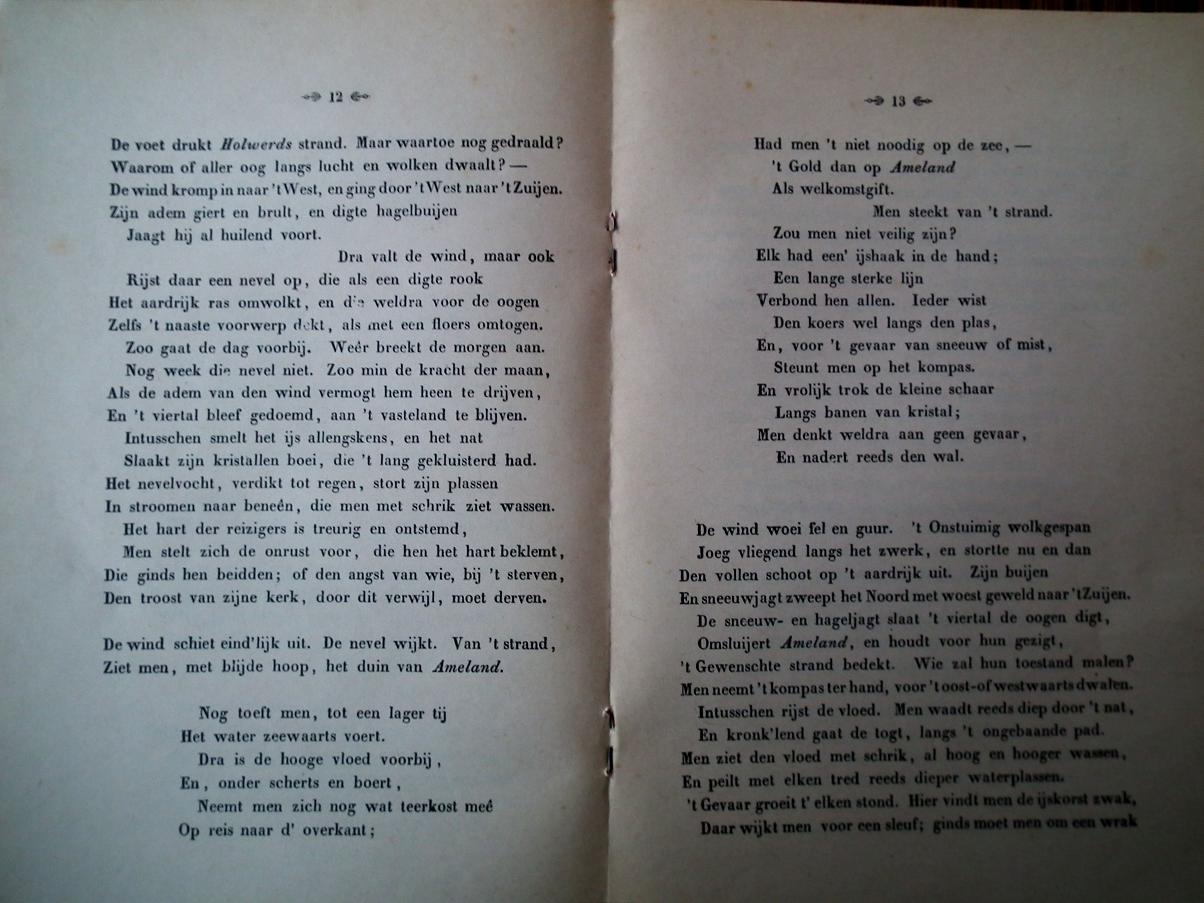 12
De voet drukt Holwerds strand. Maar waartoe nog gedraald?
Waarom of aller oog langs lucht en wolken dwaalt? —
De wind kromp in naar 't West, en ging door 't West naar 't Zuijen.
Zijn adem giert en brult, en digte hagelbuijen
Jaagt hij al huilend voort.
Dra valt de wind, maar ook
Rijst daar een nevel op, die als een digte rook
Het aardrijk ras omwolkt, en die weldra voor de oogen
Zelfs 't naaste voorwerp dekt, als met een floers omtogen.
Zoo gaat de dag voorbij. Weêr breekt de morgen aan.
Nog week die nevel niet. Zoo min de kracht der maan,
Als de adem van den wind vermogt hem heen te drijven,
En 't viertal bleef gedoemd, aan 't vasteland te blijven.
Intusschen smelt het ijs allengskens, en het nat
Slaakt zijn kristallen boei, die 't lang gekluisterd had.
Het nevelvocht, verdikt tot regen, stort zijn plassen
In stroomen naar beneên, die men met schrik ziet wassen.
Het hart der reizigers is treurig en ontstemd,
Men stelt zich de onrust voor, die hen het hart beklemt,
Die ginds hen beidden; of den angst van wie, bij 't sterven,
Den troost van zijne kerk, door dit verwijl, moet derven.
De wind schiet eind'lijk uit. De nevel wijkt. Van 't strand,
Ziet men, met blijde hoop, het duin van Ameland.
Nog toeft men, tot een lager tij
Het water zeewaarts voert.
Dra is de hooge vloed voorbij,
En, onder scherts en boert,
Neemt men zich nog wat teerkost meê
Op reis naar d' overkant;
13
Had men 't niet noodig op de zee, —
't Gold dan op Ameland
Als welkomstgift.
Men steekt van 't strand.
Zou men niet veilig zijn?
Elk had een' ijshaak in de hand;
Een lange sterke lijn
Verbond hen allen. Ieder wist
Den koers wel langs den plas,
En, voor 't gevaar van sneeuw of mist,
Steunt men op het kompas.
En vrolijk trok de kleine schaar
Langs banen van kristal;
Men denkt weldra aan geen gevaar,
En nadert reeds den wal.
De wind woei fel en guur. 't Onstuimig wolkgespan
Joeg vliegend langs het zwerk, en stortte nu en dan
Den vollen schoot op 't aardrijk uit. Zijn buijen
En sneeuwjagt zweept het Noord met woest geweld naar 't Zuijen.
De sneeuw- en hageljagt slaat 't viertal de oogen digt,
Omsluijert Ameland, en houdt voor hun gezigt,
't Gewenschte strand bedekt. Wie zal hun toestand malen?
Men neemt 't kompas ter hand, voor 't oost- of westwaarts dwalen.
Intusschen rijst de vloed. Men waadt reeds diep door 't nat,
En kronk'lend gaat de togt, langs 't ongebaande pad.
Men ziet den vloed met schrik, al hoog en hooger wassen,
En peilt met elken tred reeds dieper waterplassen.
't Gevaar groeit t' elken stond. Hier vindt men de ijskorst zwak,
Daar wijkt men voor een sleuf; ginds moet men om een wrak